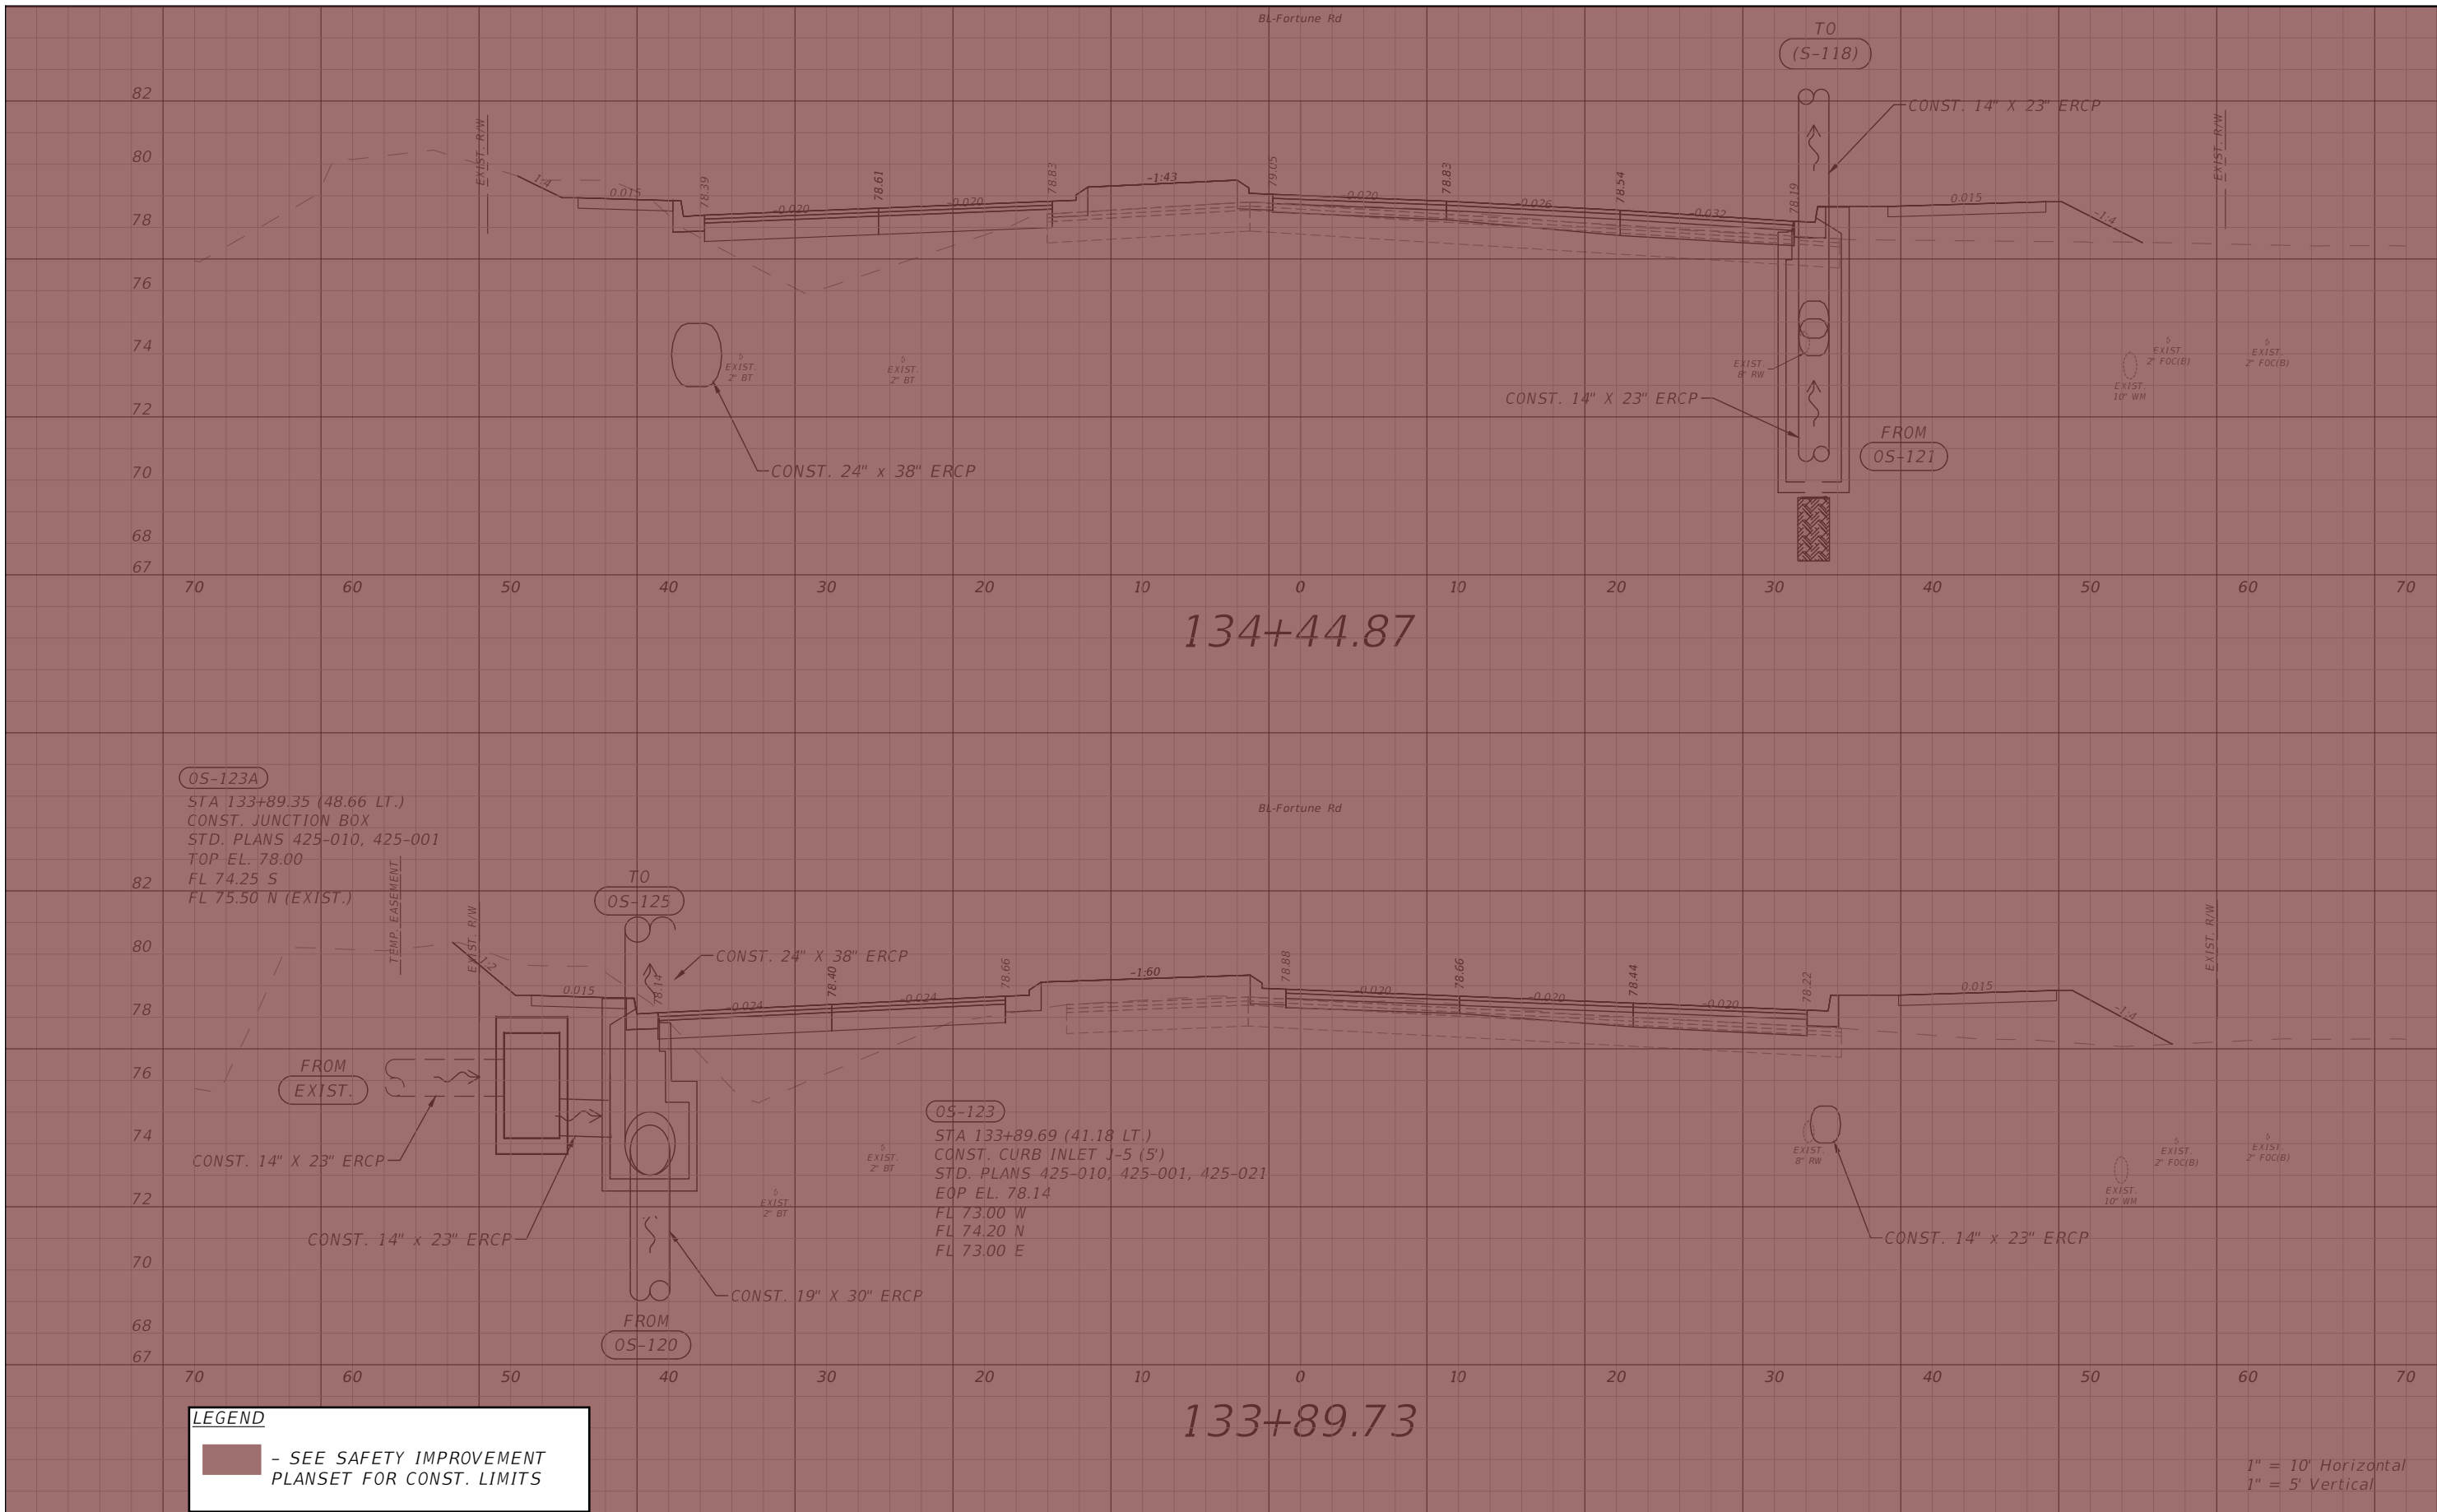 BL-Fortune Rd
TO
(S-118)
CONST. 14" X 23" ERCP
82
80
78
76
74
72
70
68
67
EXIST. R/W
1:4
0.015
78.39
-0.020
78.61
-0.020
78.83
-1:43
79.05
-0.020
78.83
-0.026
78.54
-0.032
78.19
0.015
-1:4
EXIST. R/W
EXIST.
2" BT
EXIST.
2" BT
CONST. 24" x 38" ERCP
EXIST.
8" RW
CONST. 14" X 23" ERCP
FROM
OS-121
EXIST.
10" WM
EXIST.
2" FOC(B)
EXIST.
2" FOC(B)
70 60 50 40 30 20 10 0 10 20 30 40 50 60 70
134+44.87
OS-123A
STA 133+89.35 (48.66 LT.)
CONST. JUNCTION BOX
STD. PLANS 425-010, 425-001
TOP EL. 78.00
FL 74.25 S
FL 75.50 N (EXIST.)
BL-Fortune Rd
82
80
78
76
74
72
70
68
67
TEMP. EASEMENT
EXIST. R/W
TO
OS-125
CONST. 24" X 38" ERCP
1:2
0.015
78.14
-0.024
78.40
-0.024
78.66
-1:60
78.88
-0.020
78.66
-0.020
78.44
-0.020
78.22
0.015
-1:4
EXIST. R/W
FROM
EXIST.
CONST. 14" X 23" ERCP
CONST. 14" x 23" ERCP
EXIST.
2" BT
EXIST.
2" BT
OS-123
STA 133+89.69 (41.18 LT.)
CONST. CURB INLET J-5 (5')
STD. PLANS 425-010, 425-001, 425-021
EOP EL. 78.14
FL 73.00 W
FL 74.20 N
FL 73.00 E
EXIST.
8" RW
CONST. 14" x 23" ERCP
EXIST.
10" WM
EXIST.
2" FOC(B)
EXIST.
2" FOC(B)
CONST. 19" X 30" ERCP
FROM
OS-120
70 60 50 40 30 20 10 0 10 20 30 40 50 60 70
133+89.73
LEGEND
- SEE SAFETY IMPROVEMENT
PLANSET FOR CONST. LIMITS
1" = 10' Horizontal
1" = 5' Vertical